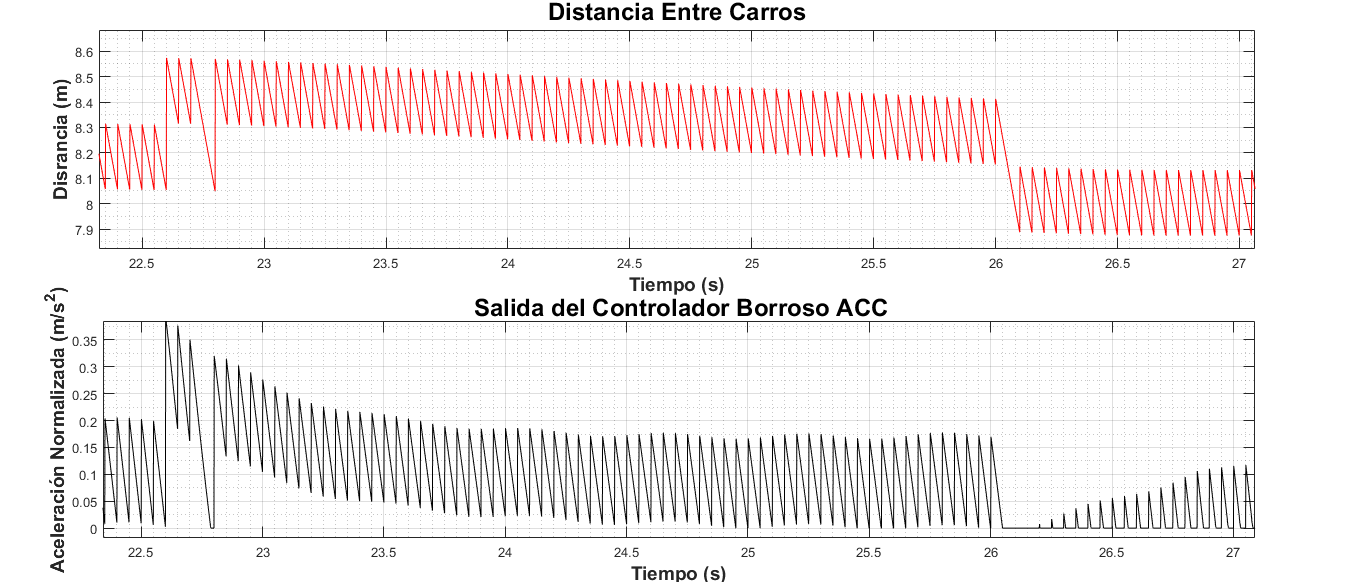 Distancia Entre Carros
Disrancia (m)
8.6
8.5
8.4
8.3
8.2
8.1
8
7.9
22.5 23 23.5 24 24.5 25 25.5 26 26.5 27
Tiempo (s)
Salida del Controlador Borroso ACC
Aceleración Normalizada (m/s²)
0.35
0.3
0.25
0.2
0.15
0.1
0.05
0
22.5 23 23.5 24 24.5 25 25.5 26 26.5 27
Tiempo (s)